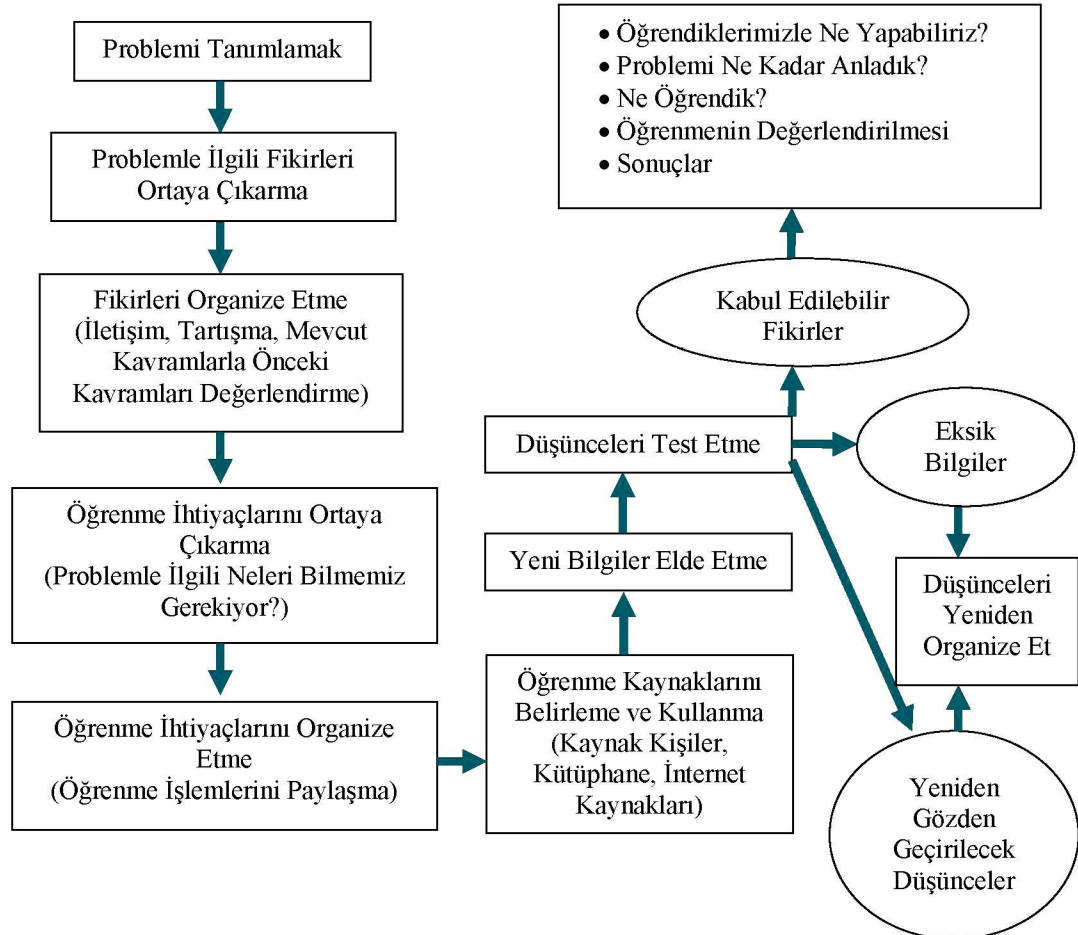 Problemi Tanımlamak
Problemle İlgili Fikirleri
Ortaya Çıkarma
Fikirleri Organize Etme
(İletişim, Tartışma, Mevcut
Kavramlarla Önceki
Kavramları Değerlendirme)
Öğrenme İhtiyaçlarını Ortaya
Çıkarma
(Problemle İlgili Neleri Bilmemiz
Gerekiyor?)
Öğrenme İhtiyaçlarını Organize
Etme
(Öğrenme İşlemlerini Paylaşma)
Öğrenme Kaynaklarını
Belirleme ve Kullanma
(Kaynak Kişiler,
Kütüphane, İnternet
Kaynakları)
Yeni Bilgiler Elde Etme
Düşünceleri Test Etme
Kabul Edilebilir
Fikirler
• Öğrendiklerimizle Ne Yapabiliriz?
• Problemi Ne Kadar Anladık?
• Ne Öğrendik?
• Öğrenmenin Değerlendirilmesi
• Sonuçlar
Eksik
Bilgiler
Düşünceleri
Yeniden
Organize Et
Yeniden
Gözden
Geçirilecek
Düşünceler